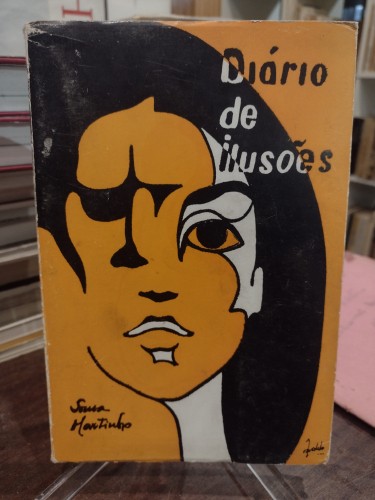 Diário
de
ilusões
Sousa
Martinho